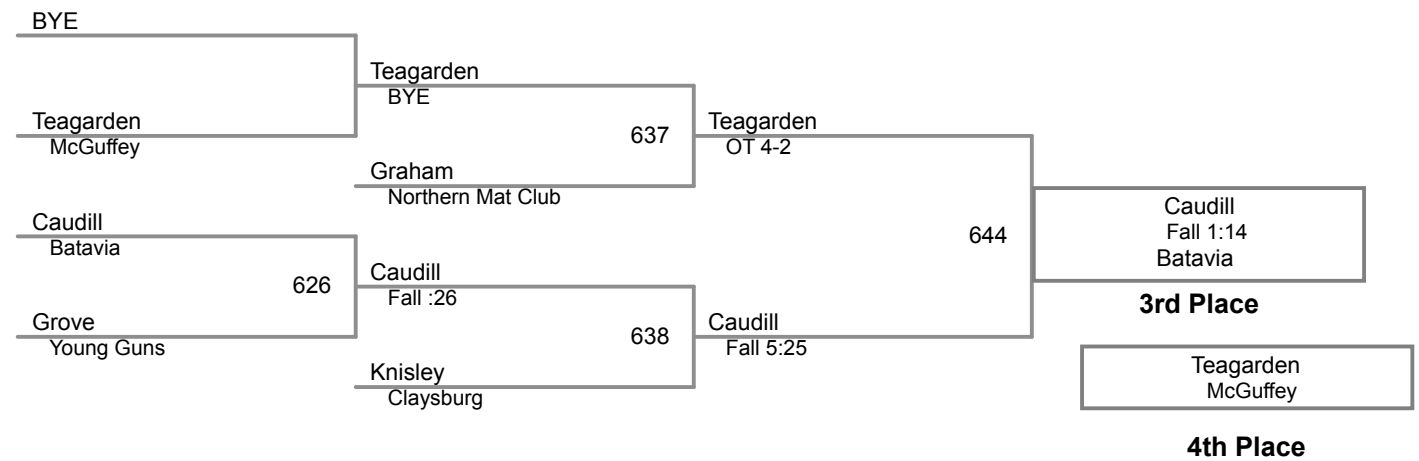 BYE
Teagarden
BYE
Teagarden
McGuffey
637
Teagarden
OT 4-2
Graham
Northern Mat Club
Caudill
Batavia
644
Caudill
Fall 1:14
Batavia
3rd Place
626
Caudill
Fall :26
Grove
Young Guns
638
Caudill
Fall 5:25
Knisley
Claysburg
Teagarden
McGuffey
4th Place